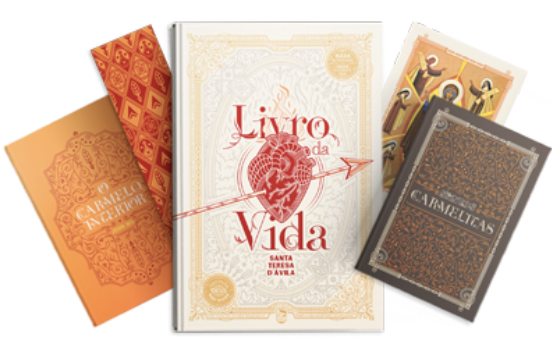 O
CARMELO
INTERIOR
Livro
da
Vida
SANTA
TERESA
D'ÁVILA
CARMELITAS